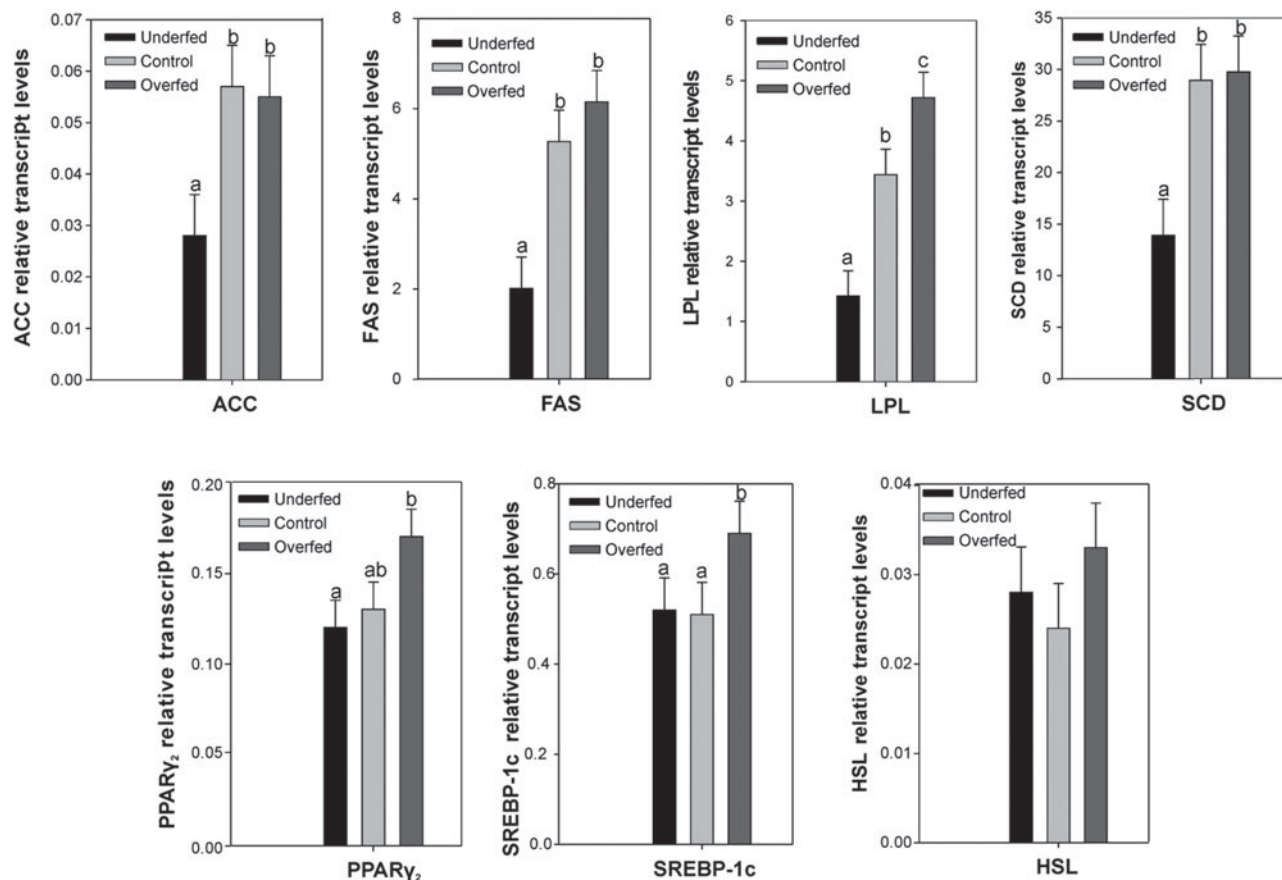 ACC relative transcript levels
0.07
0.06
0.05
0.04
0.03
0.02
0.01
0.00
Underfed
Control
Overfed
a
b
b
ACC
FAS relative transcript levels
8
6
4
2
0
Underfed
Control
Overfed
a
b
b
FAS
LPL relative transcript levels
6
5
4
3
2
1
0
Underfed
Control
Overfed
a
b
c
LPL
SCD relative transcript levels
35
30
25
20
15
10
5
0
Underfed
Control
Overfed
a
b
b
SCD
PPARγ₂ relative transcript levels
0.20
0.15
0.10
0.05
0.00
Underfed
Control
Overfed
a
ab
b
PPARγ₂
SREBP-1c relative transcript levels
0.8
0.6
0.4
0.2
0.0
Underfed
Control
Overfed
a
a
b
SREBP-1c
HSL relative transcript levels
0.04
0.03
0.02
0.01
0.00
Underfed
Control
Overfed
HSL